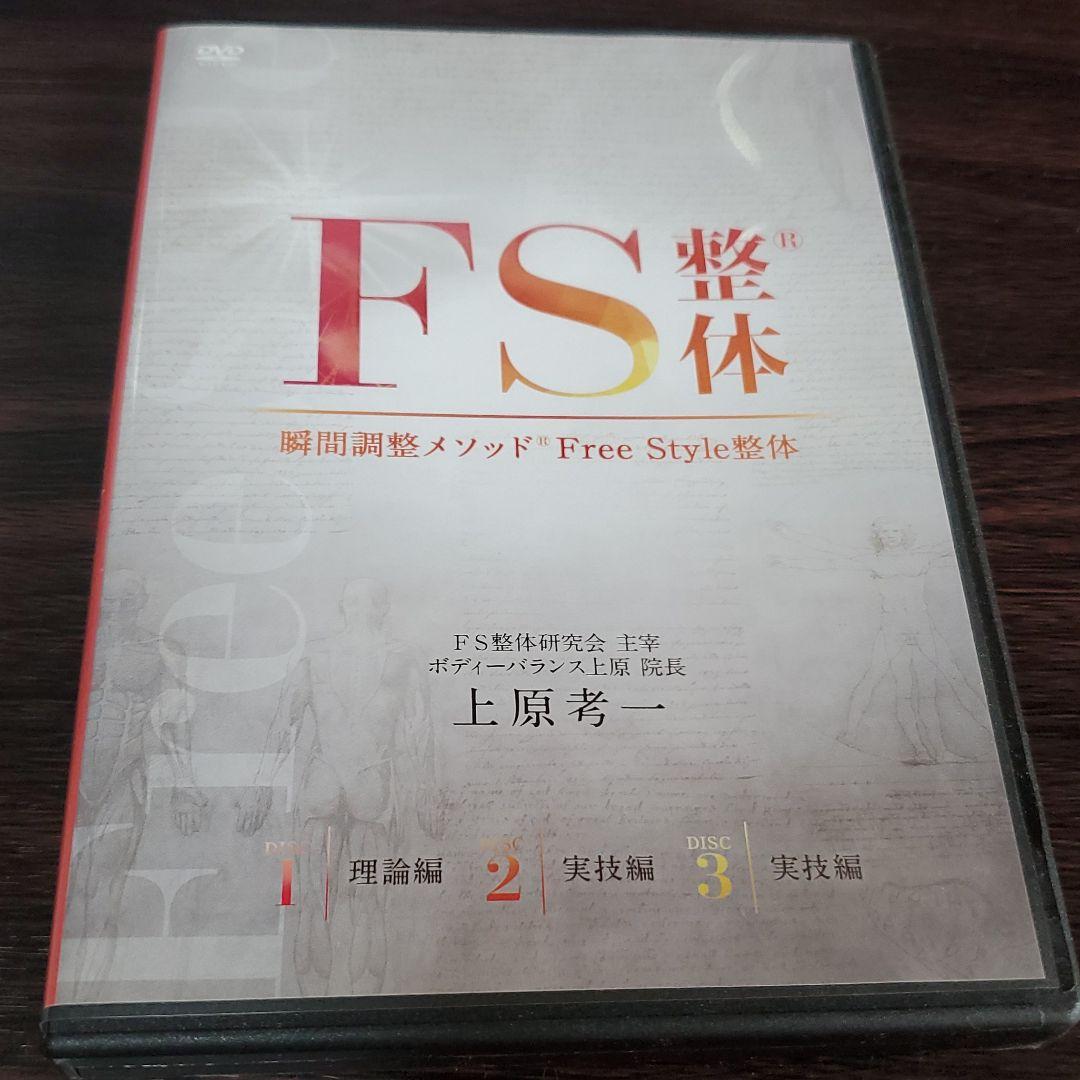 DVD
FS整体®
瞬間調整メソッド® Free Style整体
FS整体研究会 主宰
ボディーバランス上原 院長
上原考一
DISC 1 理論編
DISC 2 実技編
DISC 3 実技編
Free